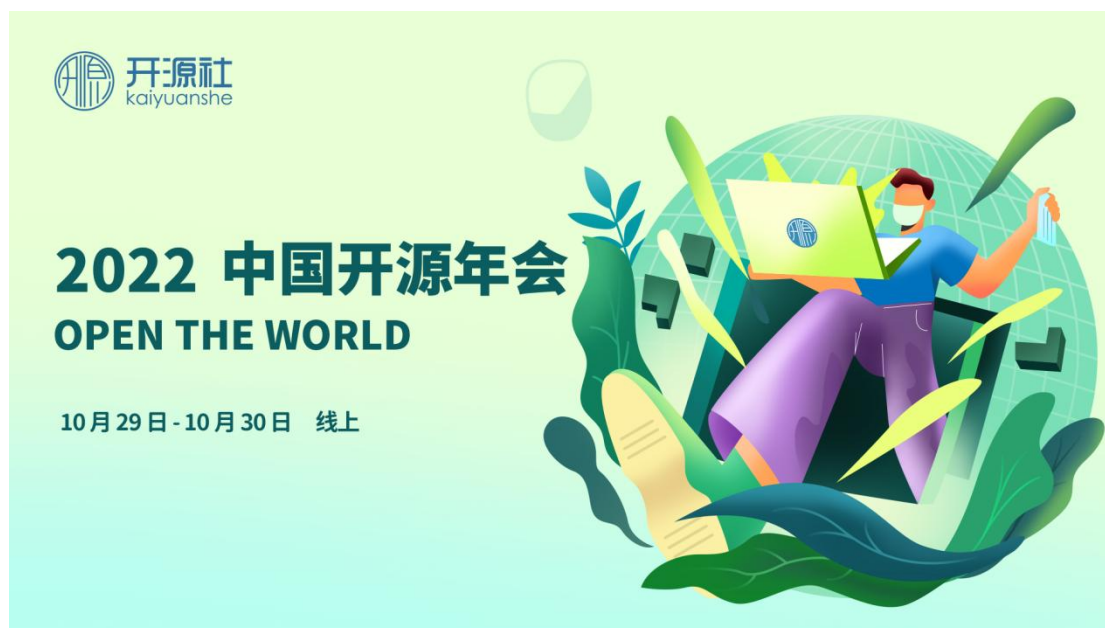 开源社
kaiyuanshe
2022 中国开源年会
OPEN THE WORLD
10月29日-10月30日 线上